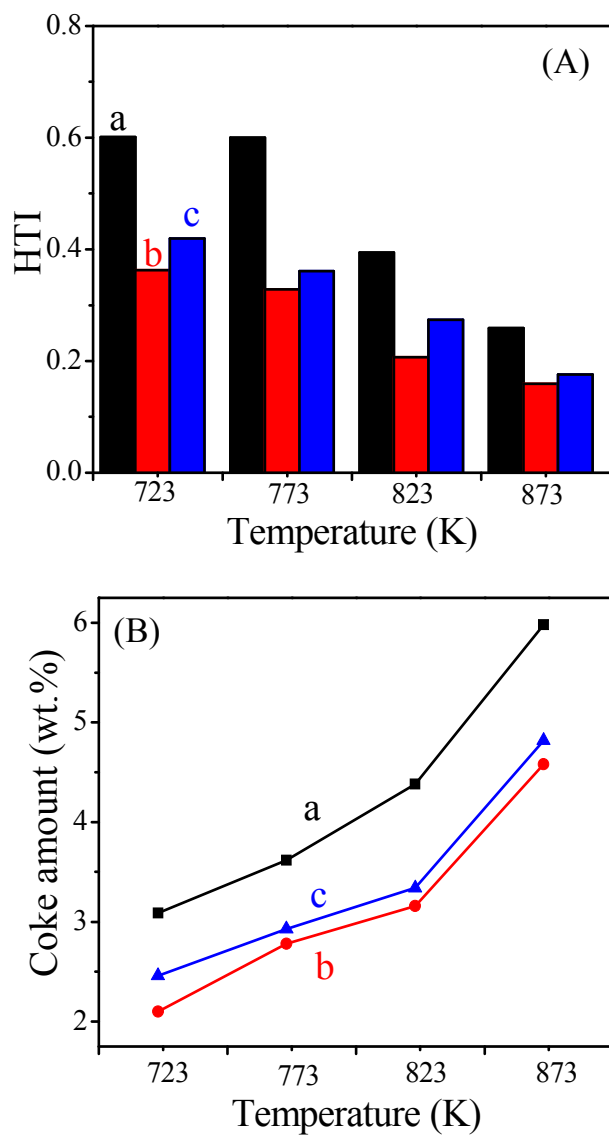 (A)
0.8
0.6
0.4
0.2
0.0
HTI
a
b
c
723 773 823 873
Temperature (K)
(B)
6
5
4
3
2
Coke amount (wt.%)
a
c
b
723 773 823 873
Temperature (K)